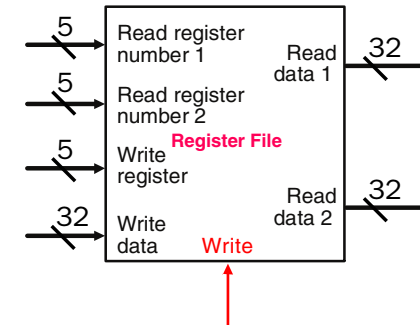 5
Read register
number 1
Read
data 1
32
5
Read register
number 2
Register File
5
Write
register
Read
data 2
32
32
Write
data
Write